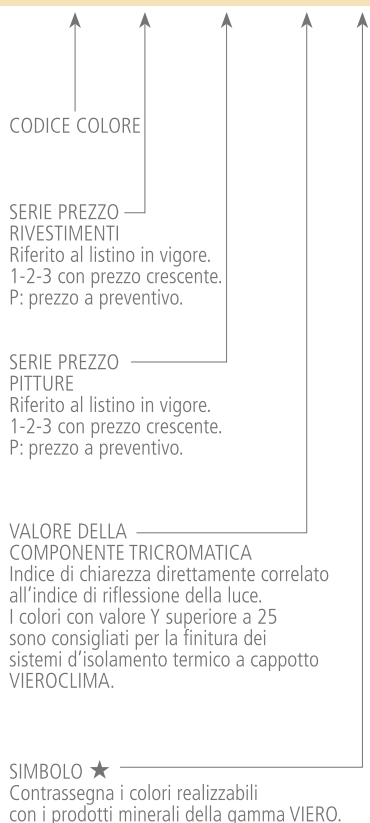 CODICE COLORE
SERIE PREZZO
RIVESTIMENTI
Riferito al listino in vigore.
1-2-3 con prezzo crescente.
P: prezzo a preventivo.
SERIE PREZZO
PITTURE
Riferito al listino in vigore.
1-2-3 con prezzo crescente.
P: prezzo a preventivo.
VALORE DELLA
COMPONENTE TRICROMATICA
Indice di chiarezza direttamente correlato
all’indice di riflessione della luce.
I colori con valore Y superiore a 25
sono consigliati per la finitura dei
sistemi d’isolamento termico a cappotto
VIEROCLIMA.
SIMBOLO ★
Contrassegna i colori realizzabili
con i prodotti minerali della gamma VIERO.